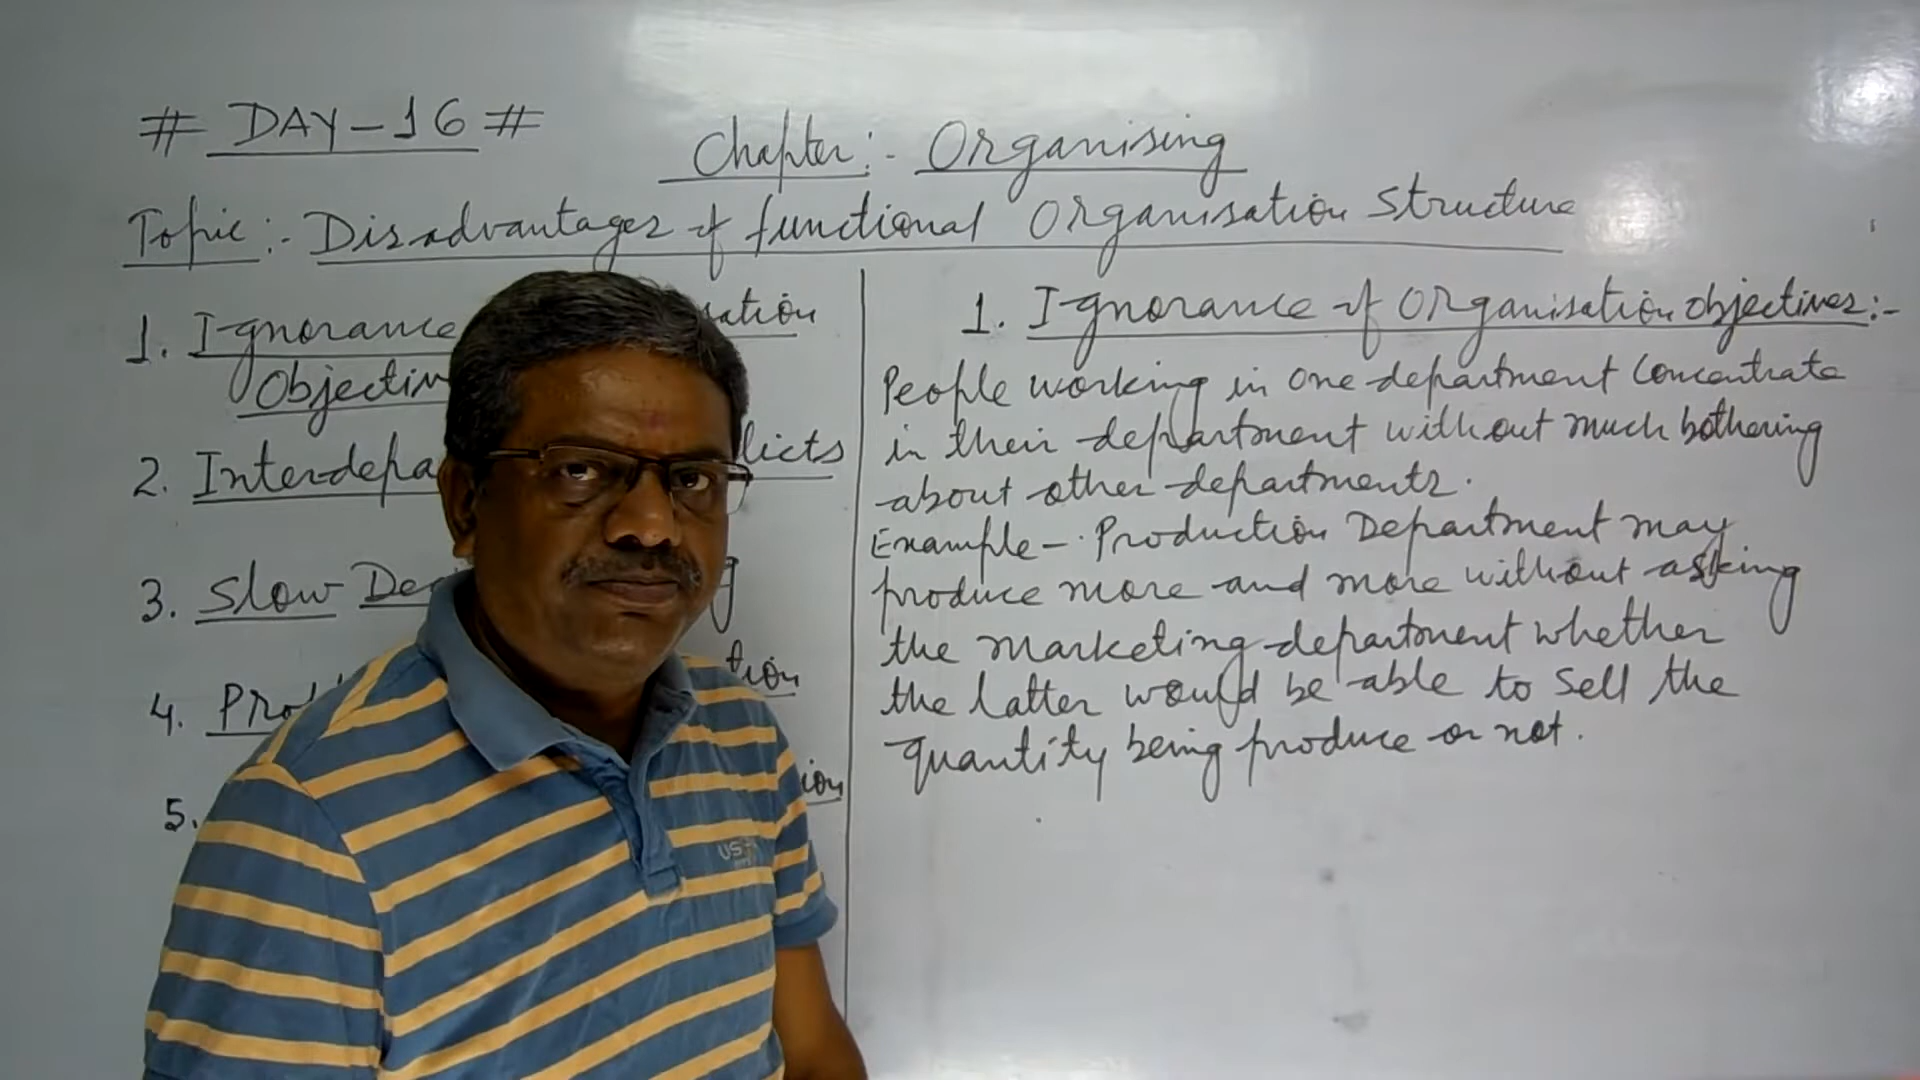 # DAY-16 #
Chapter:- Organising
Topic:- Disadvantages of functional Organisation Structure
1. Ignorance
Objectiv
2. Interdepa licts
3. Slow
4.
5.
1. Ignorance of Organisation objectives:-
People working in one department Concentrate
in their department without much bothering
about other departments.
Example-. Production Department may
produce more and more without asking
the marketing department whether
the latter would be able to sell the
quantity being produce or not.
US